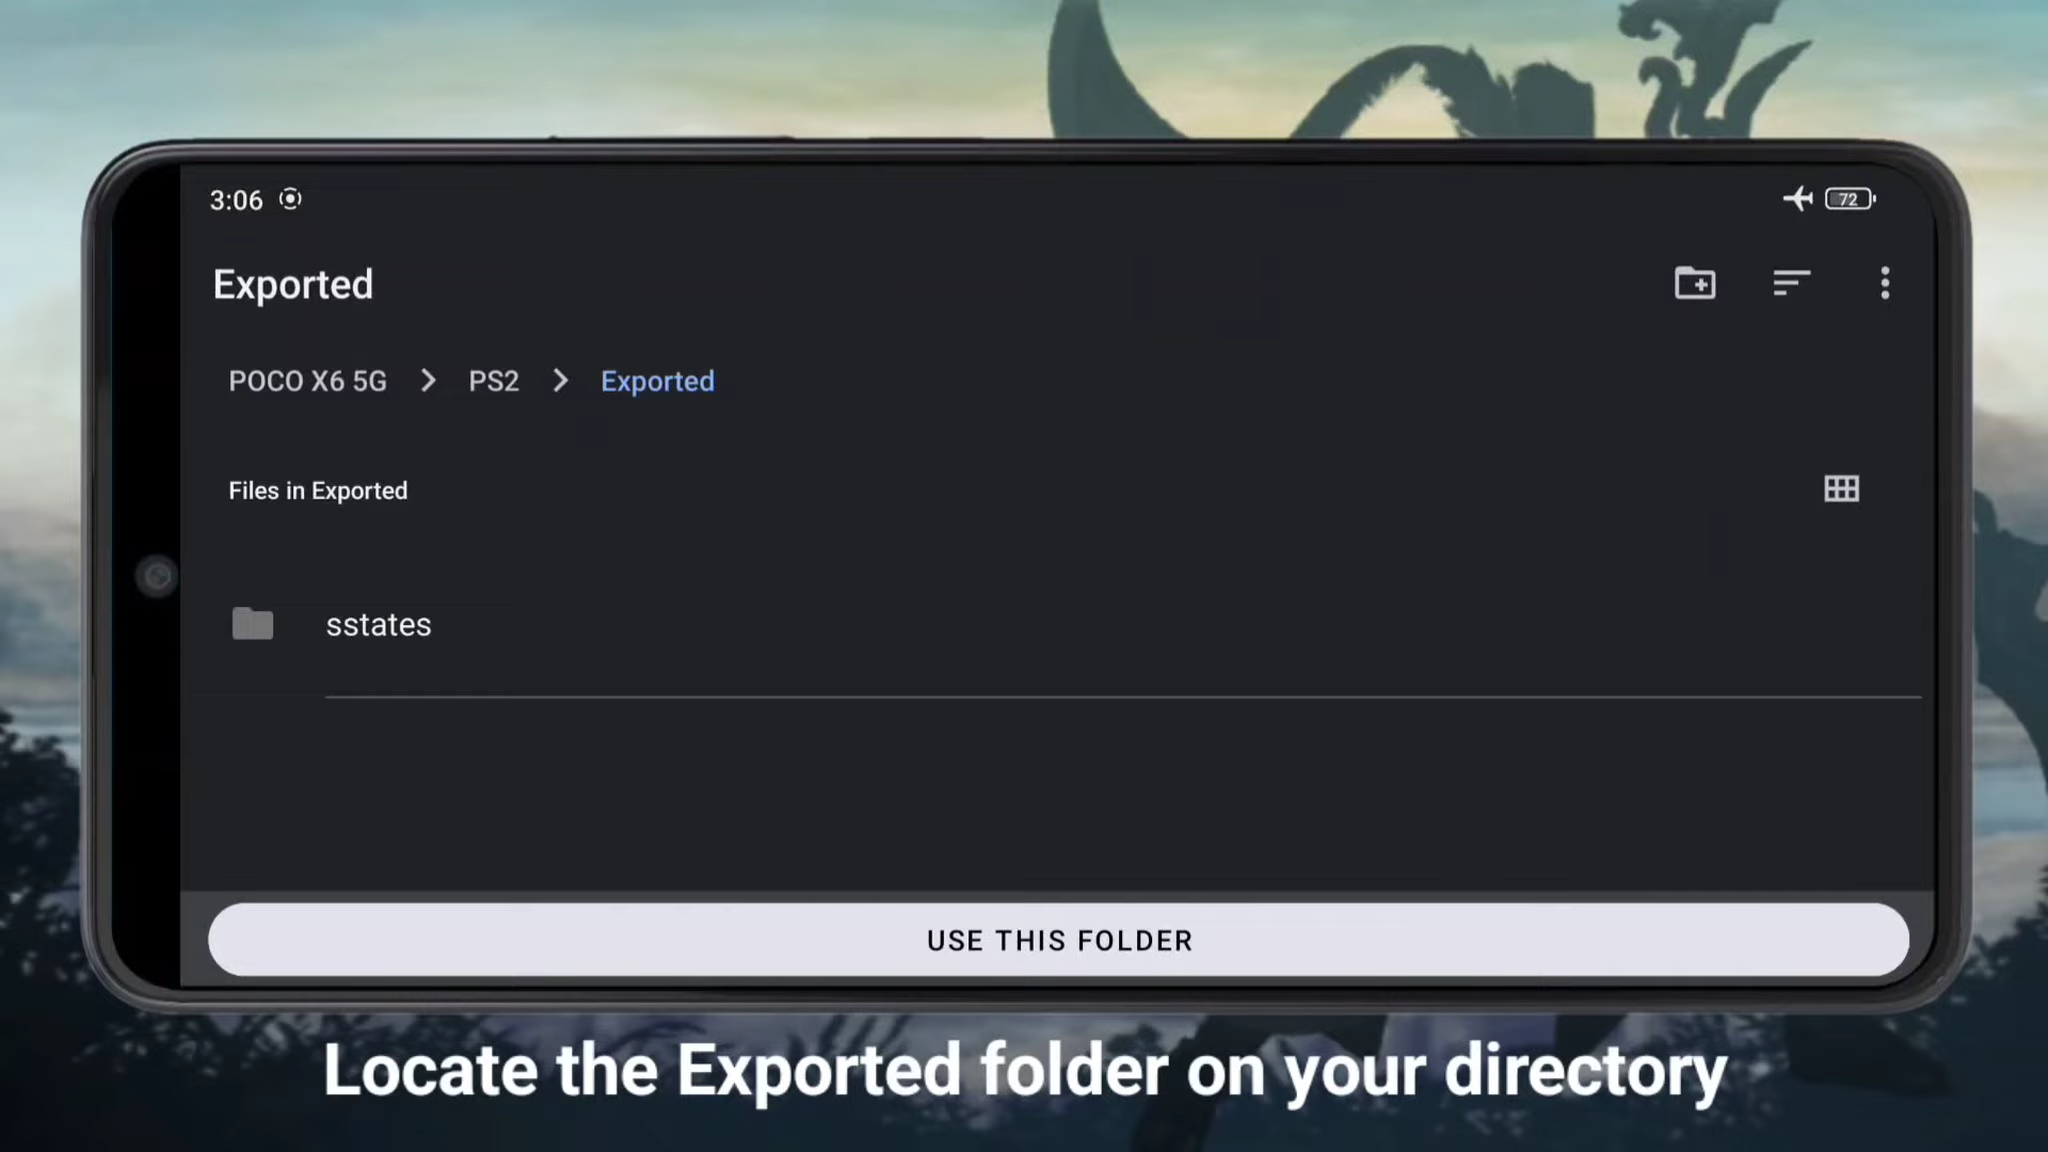 3:06
72
Exported
POCO X6 5G > PS2 > Exported
Files in Exported
sstates
USE THIS FOLDER
Locate the Exported folder on your directory